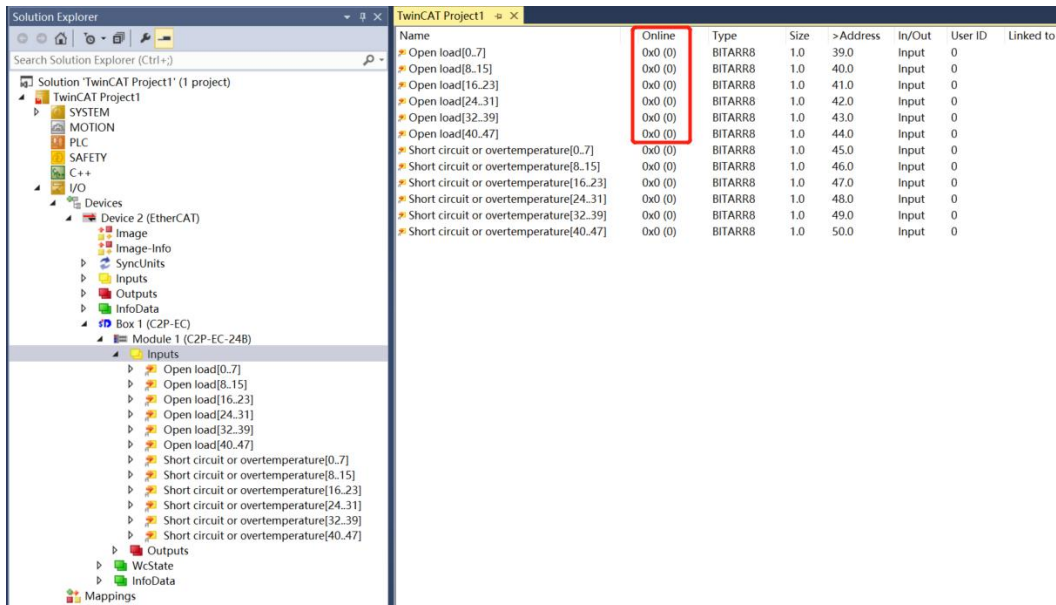 Solution Explorer
Search Solution Explorer (Ctrl+;)
Solution 'TwinCAT Project1' (1 project)
TwinCAT Project1
SYSTEM
MOTION
PLC
SAFETY
C++
I/O
Devices
Device 2 (EtherCAT)
Image
Image-Info
SyncUnits
Inputs
Outputs
InfoData
Box 1 (C2P-EC)
Module 1 (C2P-EC-24B)
Inputs
Open load[0..7]
Open load[8..15]
Open load[16..23]
Open load[24..31]
Open load[32..39]
Open load[40..47]
Short circuit or overtemperature[0..7]
Short circuit or overtemperature[8..15]
Short circuit or overtemperature[16..23]
Short circuit or overtemperature[24..31]
Short circuit or overtemperature[32..39]
Short circuit or overtemperature[40..47]
Outputs
WcState
InfoData
Mappings
TwinCAT Project1
Name Online Type Size >Address In/Out User ID Linked to
Open load[0..7] 0x0 (0) BITARR8 1.0 39.0 Input 0
Open load[8..15] 0x0 (0) BITARR8 1.0 40.0 Input 0
Open load[16..23] 0x0 (0) BITARR8 1.0 41.0 Input 0
Open load[24..31] 0x0 (0) BITARR8 1.0 42.0 Input 0
Open load[32..39] 0x0 (0) BITARR8 1.0 43.0 Input 0
Open load[40..47] 0x0 (0) BITARR8 1.0 44.0 Input 0
Short circuit or overtemperature[0..7] 0x0 (0) BITARR8 1.0 45.0 Input 0
Short circuit or overtemperature[8..15] 0x0 (0) BITARR8 1.0 46.0 Input 0
Short circuit or overtemperature[16..23] 0x0 (0) BITARR8 1.0 47.0 Input 0
Short circuit or overtemperature[24..31] 0x0 (0) BITARR8 1.0 48.0 Input 0
Short circuit or overtemperature[32..39] 0x0 (0) BITARR8 1.0 49.0 Input 0
Short circuit or overtemperature[40..47] 0x0 (0) BITARR8 1.0 50.0 Input 0